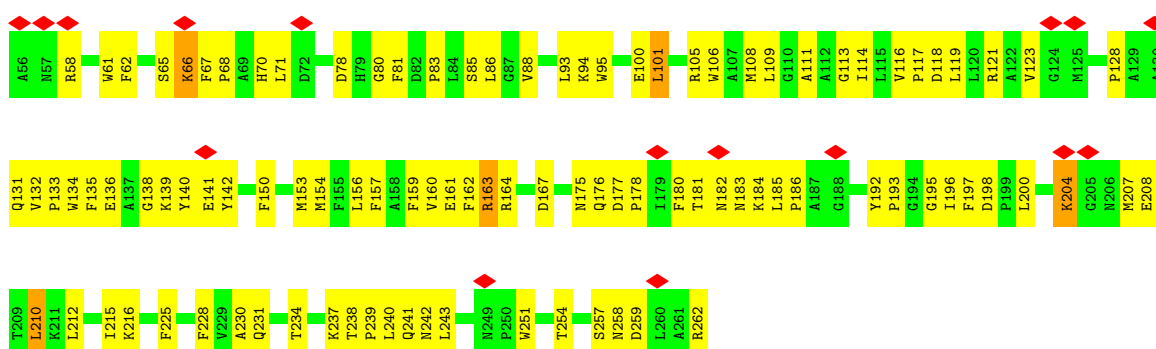 A56 N57 R58 W61 F62 S65 K66 F67 P68 A69 H70 L71 D72 D78 H79 G80 F81 D82 P83 L84 S85 L86 G87 V88 L93 K94 W95 E100 L101 R105 W106 A107 M108 L109 G110 A111 A112 G113 I114 L115 V116 P117 D118 L119 L120 R121 A122 V123 G124 M125 P128 A129
Q131 V132 P133 W134 F135 E136 A137 G138 K139 Y140 E141 Y142 F150 M153 M154 F155 L156 F157 A158 F159 V160 E161 F162 R163 R164 D167 N175 Q176 D177 P178 I179 F180 T181 N182 N183 K184 L185 P186 A187 G188 Y192 P193 G194 G195 I196 F197 D198 P199 L200 K204 G205 N206 M207 E208
T209 L210 K211 L212 I215 K216 F225 F228 V229 A230 Q231 T234 K237 T238 P239 L240 Q241 N242 L243 N249 P250 W251 T254 S257 N258 D259 L260 A261 R262